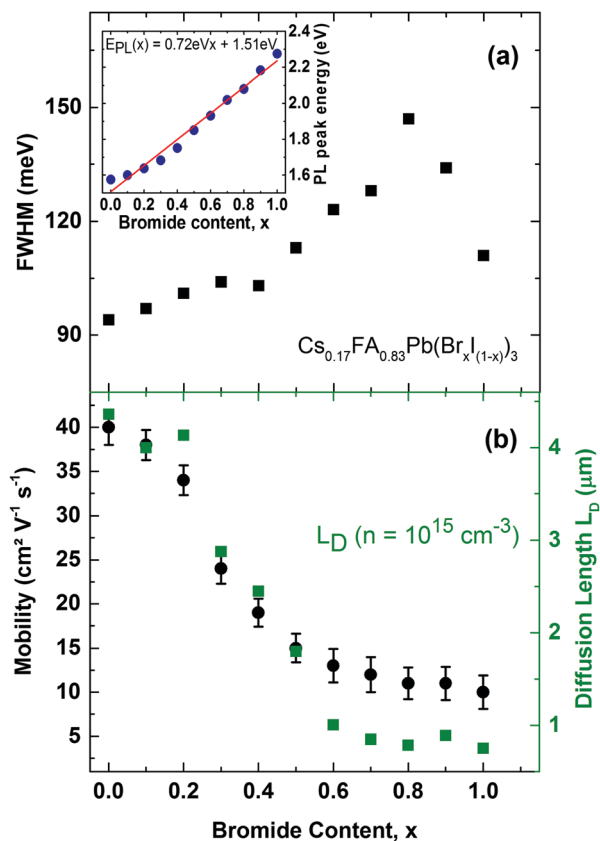 (a)
E_PL(x) = 0.72eVx + 1.51eV
2.4
2.2
2.0
1.8
1.6
PL peak energy (eV)
0.0 0.2 0.4 0.6 0.8 1.0
Bromide content, x
150
120
90
FWHM (meV)
Cs_0.17FA_0.83Pb(Br_xI_(1-x))_3
(b)
40
35
30
25
20
15
10
5
Mobility (cm² V⁻¹ s⁻¹)
L_D (n = 10¹⁵ cm⁻³)
4
3
2
1
Diffusion Length L_D (μm)
0.0 0.2 0.4 0.6 0.8 1.0
Bromide Content, x